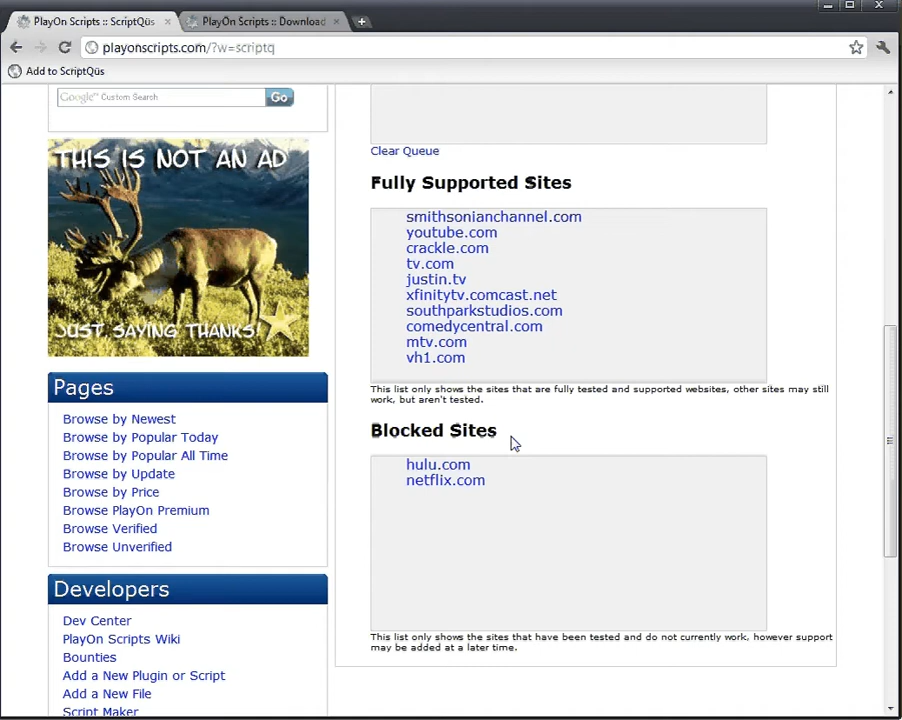 PlayOn Scripts :: ScriptQüs
PlayOn Scripts :: Download
playonscripts.com/?w=scriptq
Add to ScriptQüs
Google™ Custom Search
Go
THIS IS NOT AN AD
JUST SAYING THANKS!
Pages
Browse by Newest
Browse by Popular Today
Browse by Popular All Time
Browse by Update
Browse by Price
Browse PlayOn Premium
Browse Verified
Browse Unverified
Developers
Dev Center
PlayOn Scripts Wiki
Bounties
Add a New Plugin or Script
Add a New File
Script Maker
Clear Queue
Fully Supported Sites
smithsonianchannel.com
youtube.com
crackle.com
tv.com
justin.tv
xfinitytv.comcast.net
southparkstudios.com
comedycentral.com
mtv.com
vh1.com
This list only shows the sites that are fully tested and supported websites, other sites may still
work, but aren't tested.
Blocked Sites
hulu.com
netflix.com
This list only shows the sites that have been tested and do not currently work, however support
may be added at a later time.